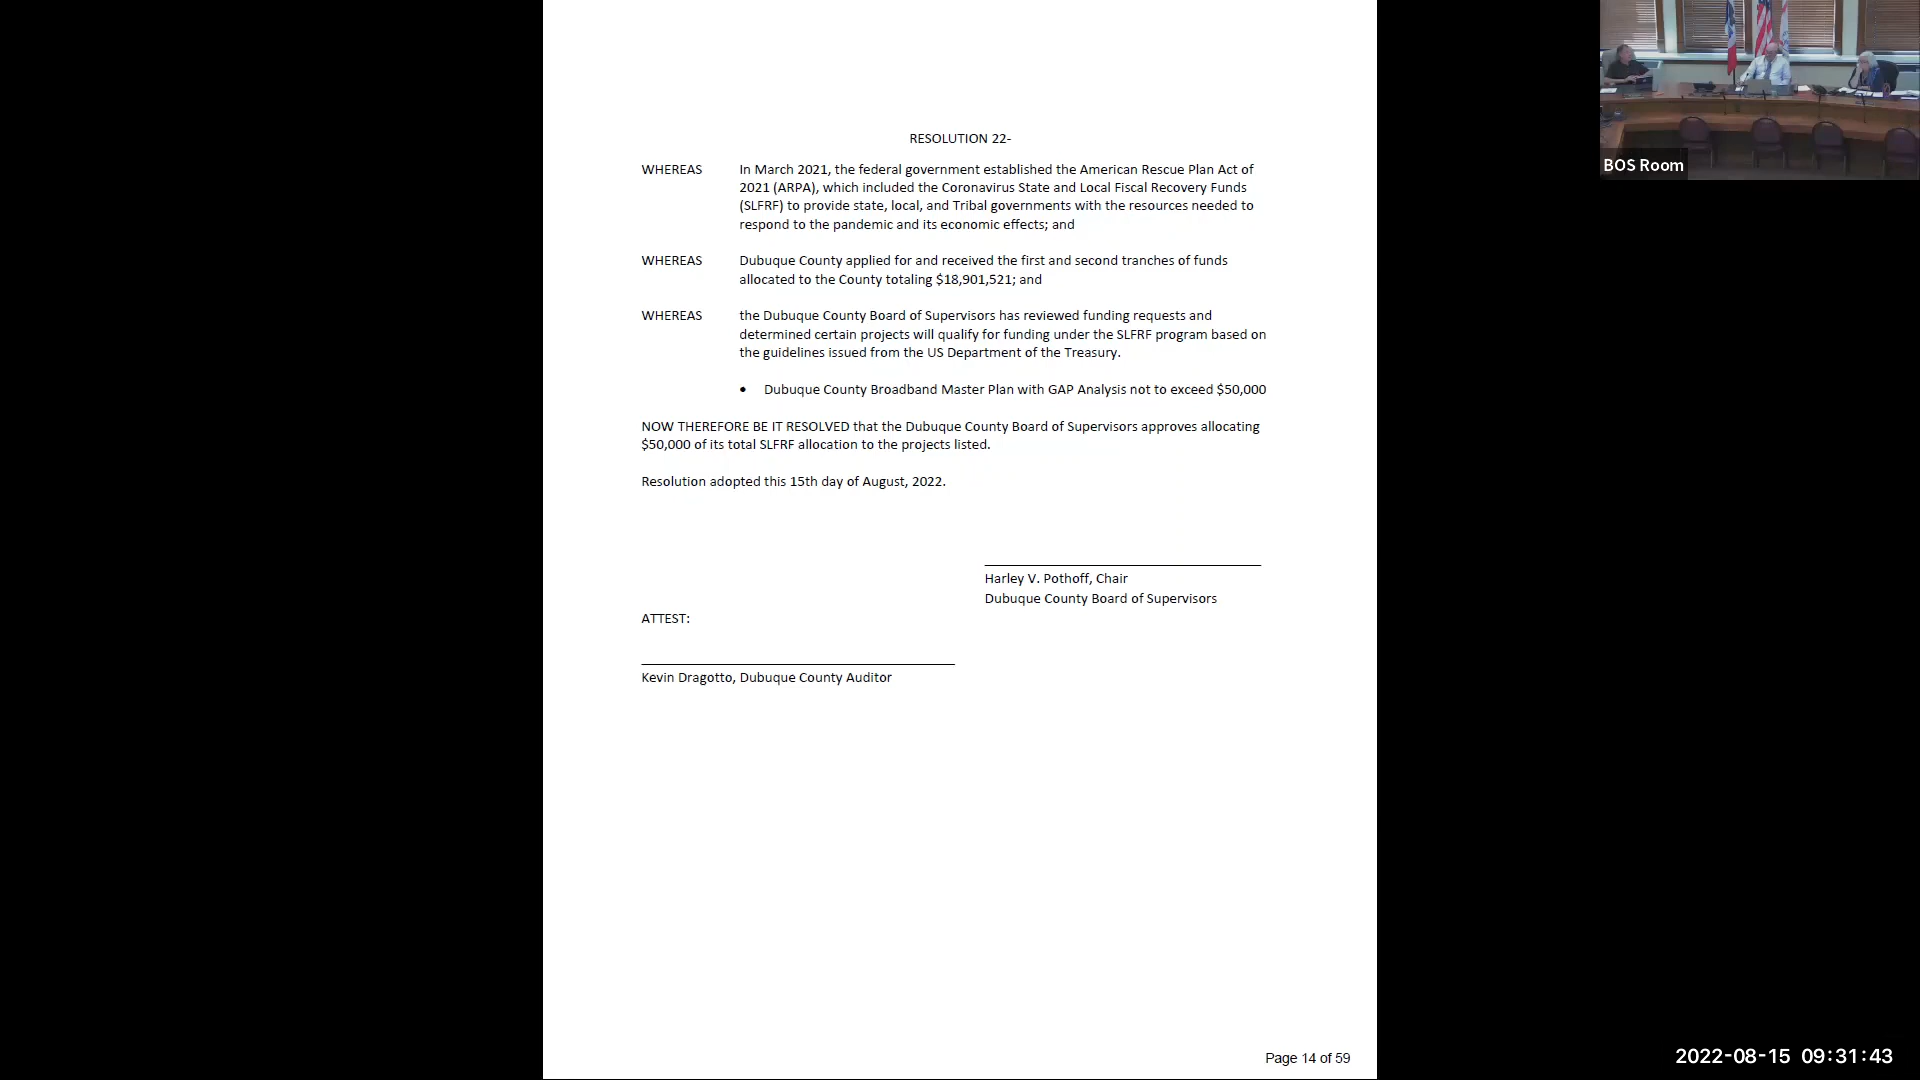 RESOLUTION 22-
WHEREAS In March 2021, the federal government established the American Rescue Plan Act of
2021 (ARPA), which included the Coronavirus State and Local Fiscal Recovery Funds
(SLFRF) to provide state, local, and Tribal governments with the resources needed to
respond to the pandemic and its economic effects; and
WHEREAS Dubuque County applied for and received the first and second tranches of funds
allocated to the County totaling $18,901,521; and
WHEREAS the Dubuque County Board of Supervisors has reviewed funding requests and
determined certain projects will qualify for funding under the SLFRF program based on
the guidelines issued from the US Department of the Treasury.
• Dubuque County Broadband Master Plan with GAP Analysis not to exceed $50,000
NOW THEREFORE BE IT RESOLVED that the Dubuque County Board of Supervisors approves allocating
$50,000 of its total SLFRF allocation to the projects listed.
Resolution adopted this 15th day of August, 2022.
Harley V. Pothoff, Chair
Dubuque County Board of Supervisors
ATTEST:
Kevin Dragotto, Dubuque County Auditor
Page 14 of 59
BOS Room
2022-08-15 09:31:43